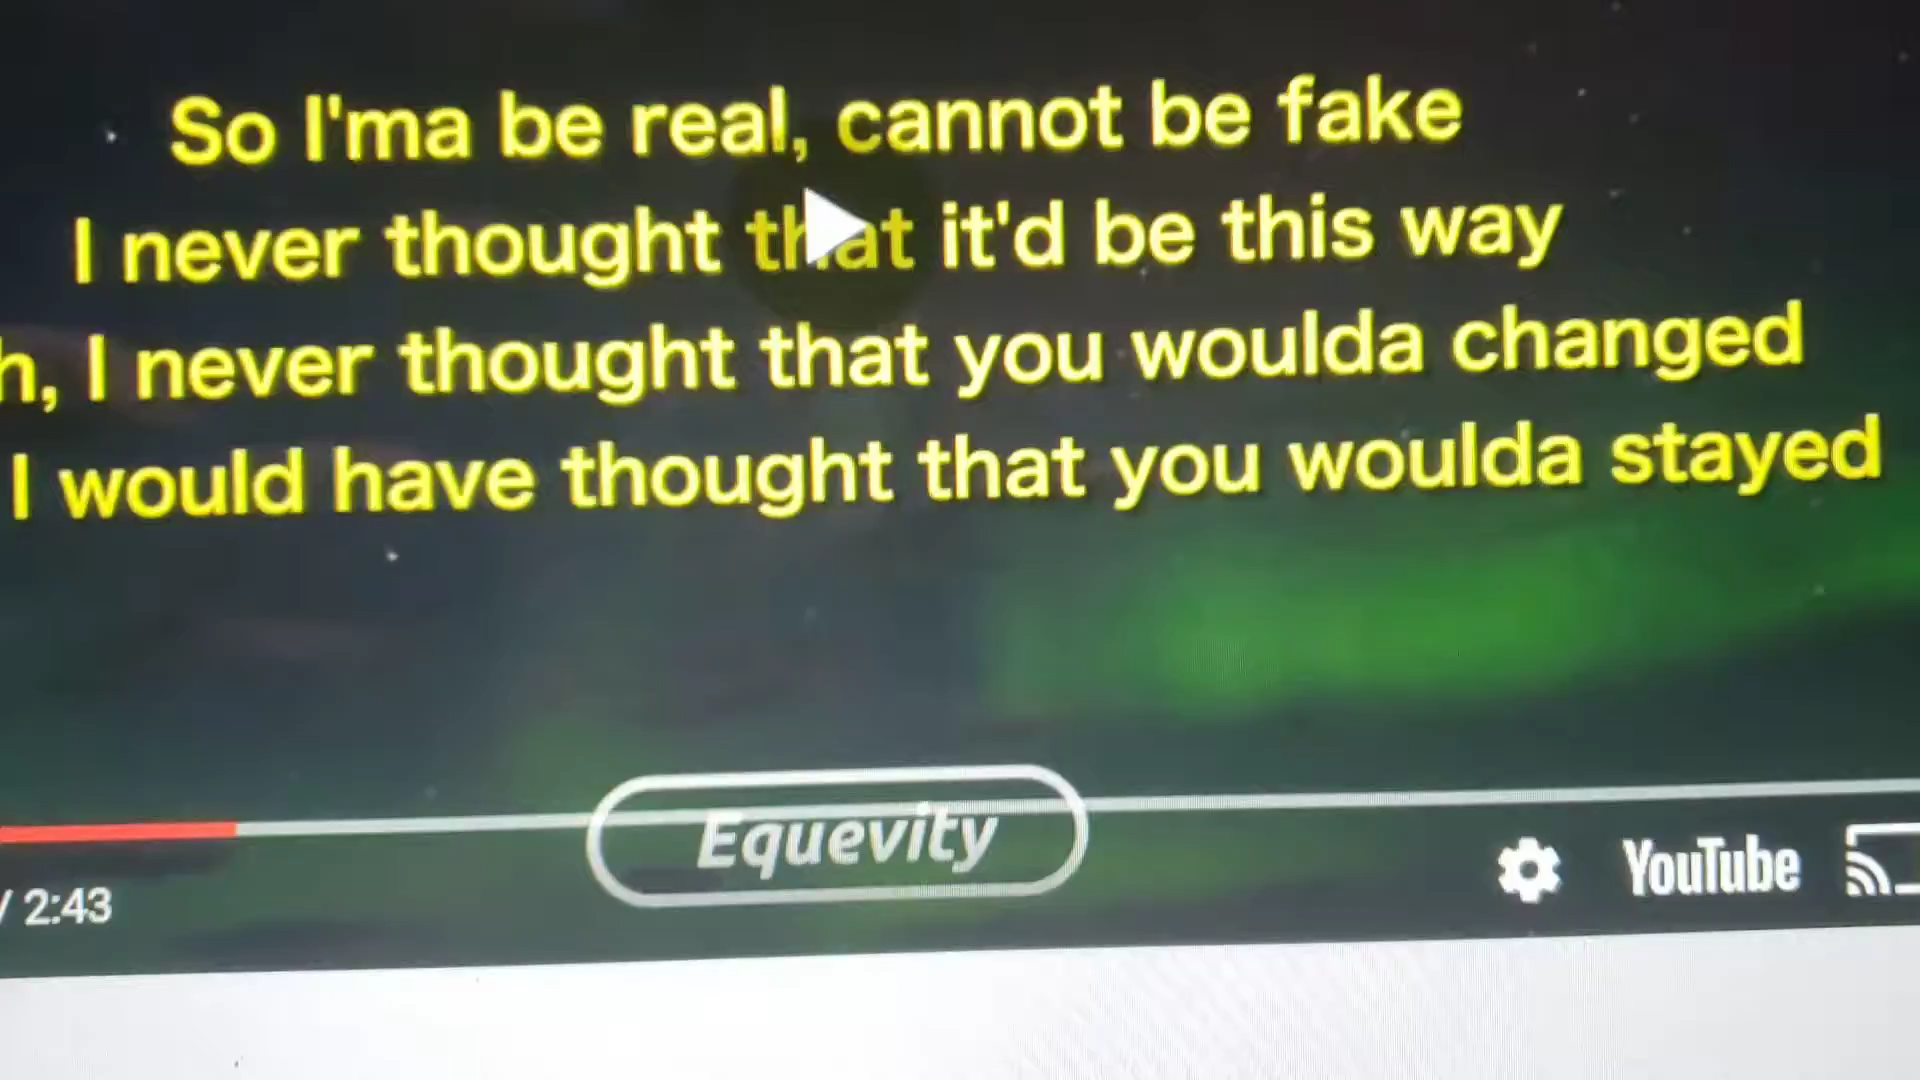 So I'ma be real, cannot be fake
I never thought that it'd be this way
h, I never thought that you woulda changed
I would have thought that you woulda stayed
Equevity
/ 2:43
YouTube